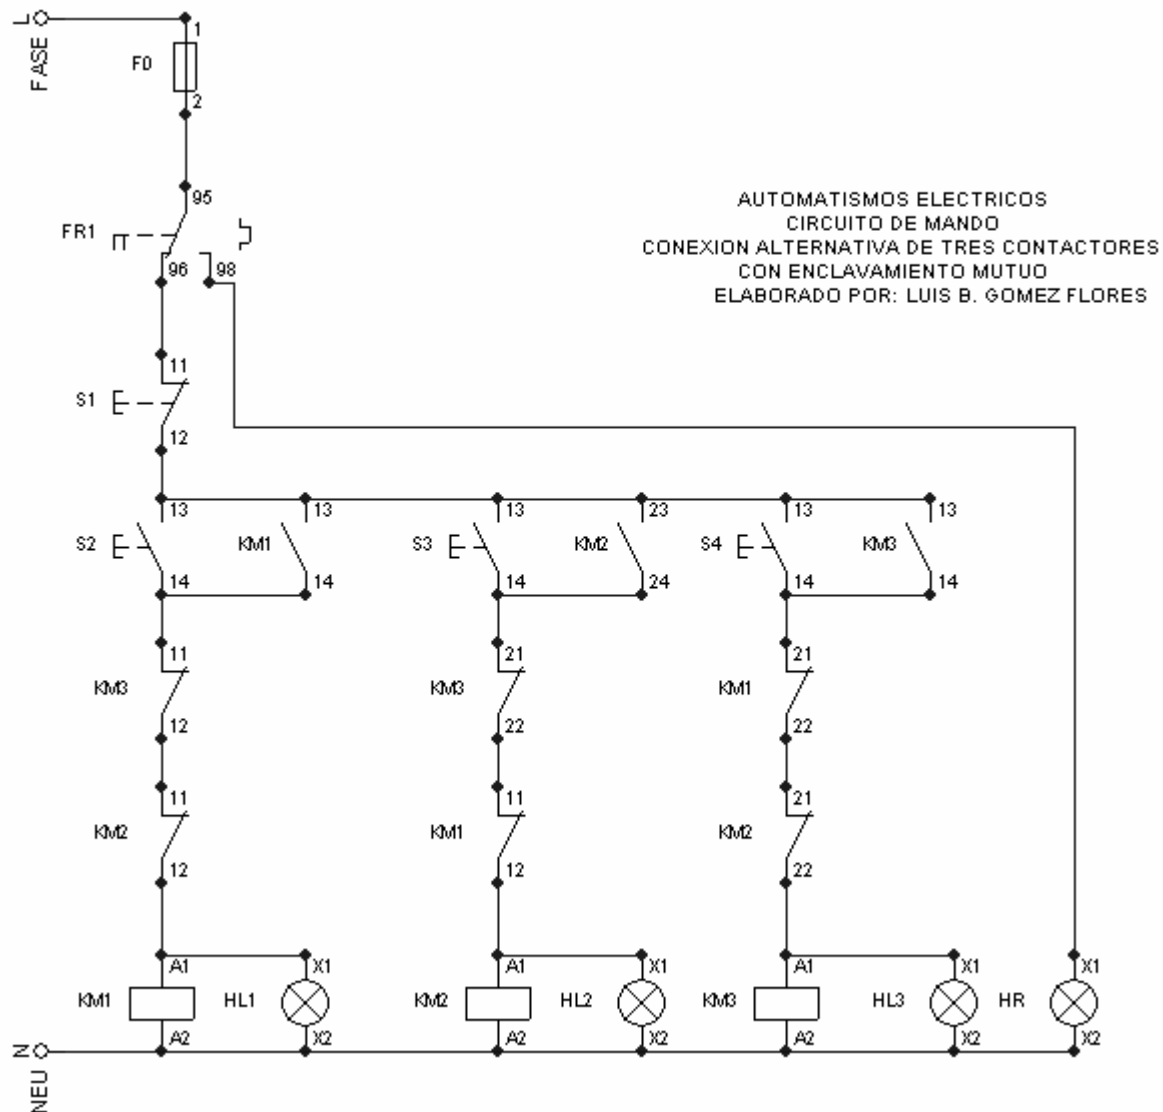 L
FASE
1
F0
2
95
FR1
96
98
AUTOMATISMOS ELECTRICOS
CIRCUITO DE MANDO
CONEXION ALTERNATIVA DE TRES CONTACTORES
CON ENCLAVAMIENTO MUTUO
ELABORADO POR: LUIS B. GOMEZ FLORES
11
S1
12
13 13 13 23 13 13
S2 KM1 S3 KM2 S4 KM3
14 14 14 24 14 14
11 21 21
KM3 KM3 KM1
12 22 22
11 11 21
KM2 KM1 KM2
12 12 22
A1 X1 A1 X1 A1 X1 X1
KM1 HL1 KM2 HL2 KM3 HL3 HR
A2 X2 A2 X2 A2 X2 X2
N
NEU